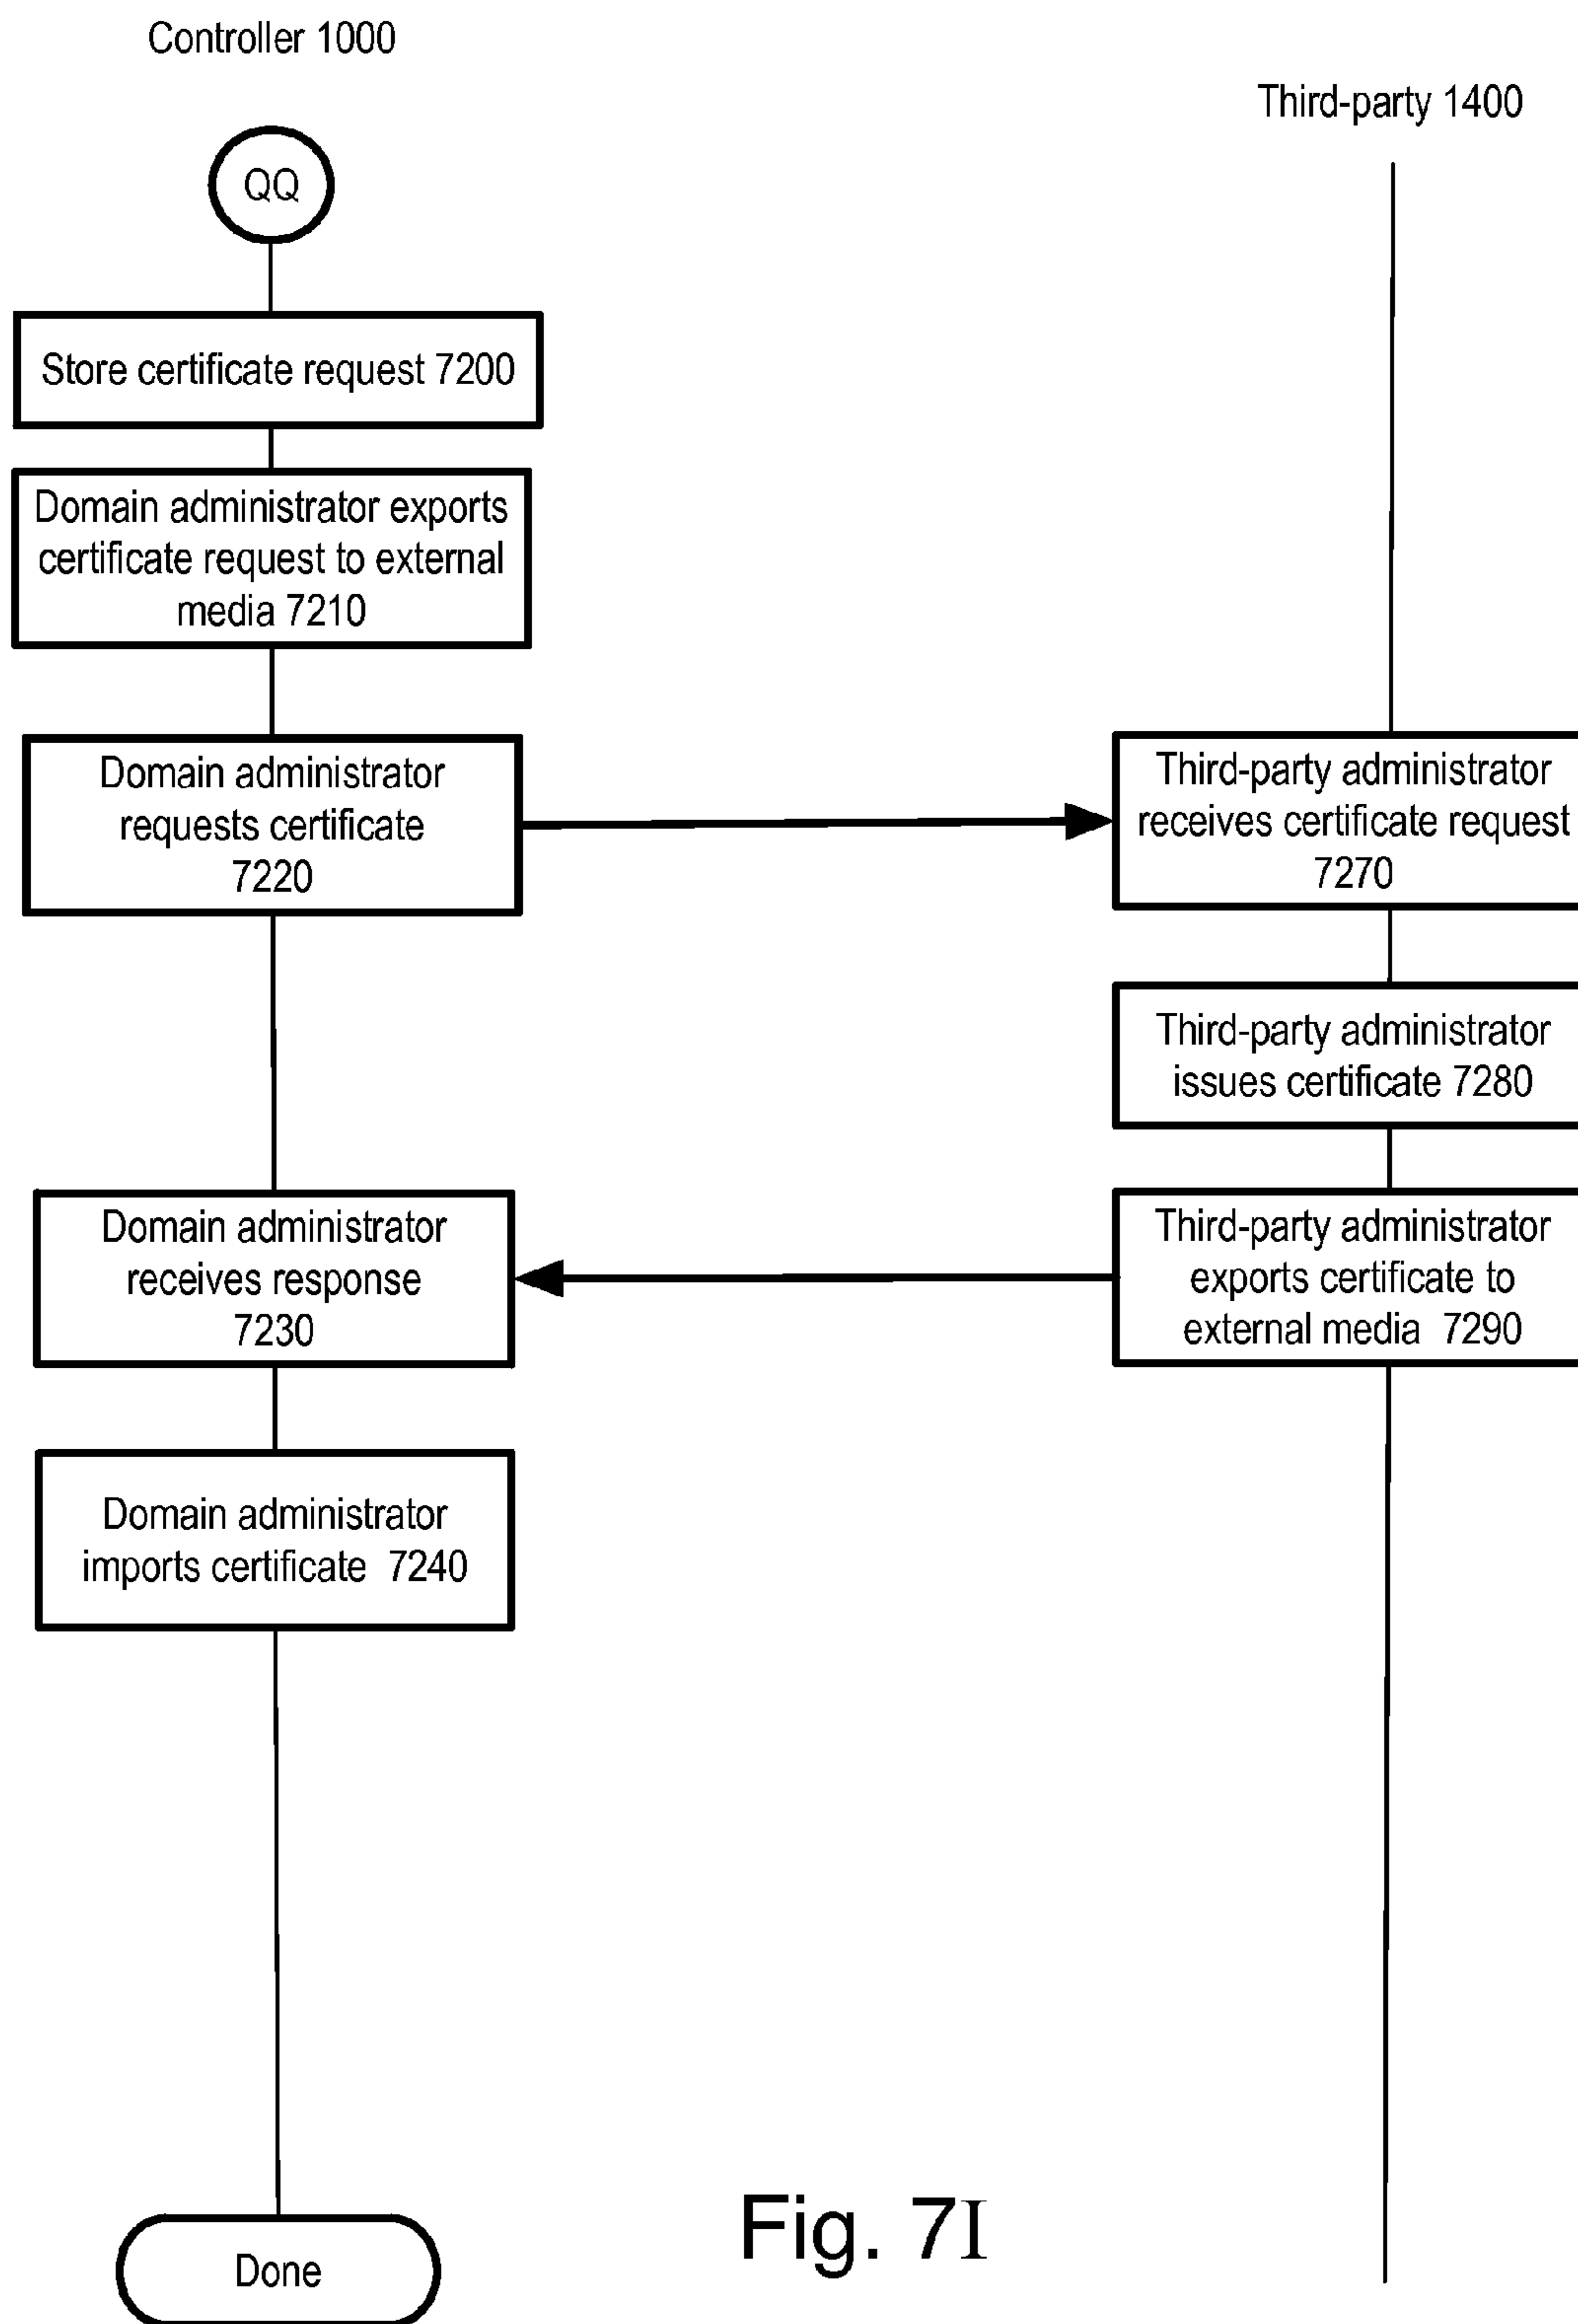 Controller 1000
Third-party 1400
QQ
Store certificate request 7200
Domain administrator exports
certificate request to external
media 7210
Domain administrator
requests certificate
7220
Third-party administrator
receives certificate request
7270
Third-party administrator
issues certificate 7280
Domain administrator
receives response
7230
Third-party administrator
exports certificate to
external media 7290
Domain administrator
imports certificate 7240
Done
Fig. 7I